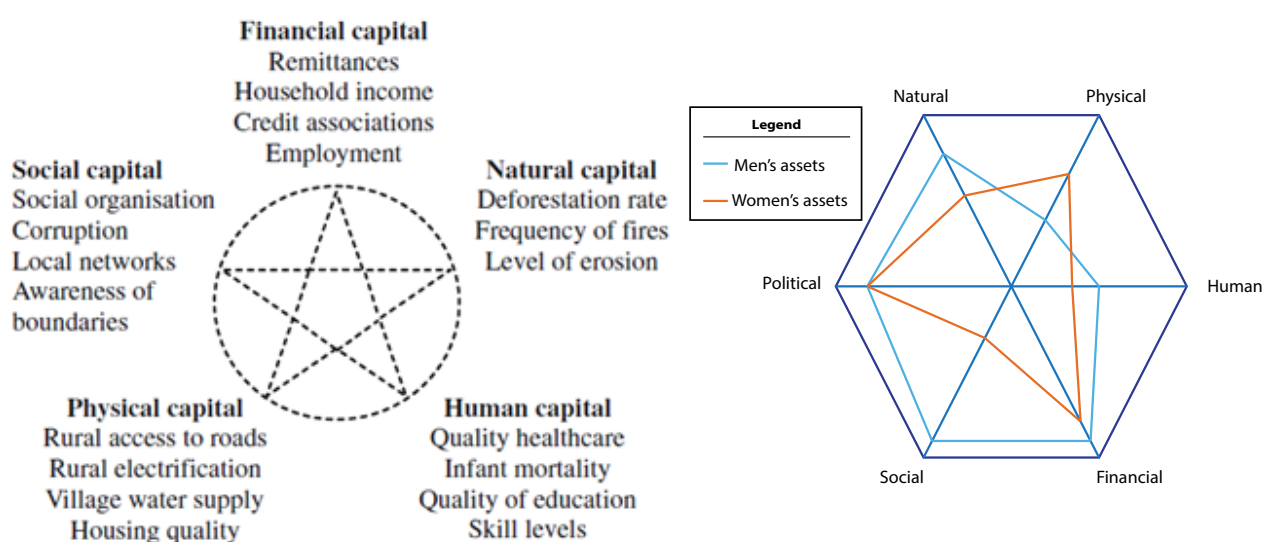 Financial capital
Remittances
Household income
Credit associations
Employment
Social capital
Social organisation
Corruption
Local networks
Awareness of
boundaries
Natural capital
Deforestation rate
Frequency of fires
Level of erosion
Physical capital
Rural access to roads
Rural electrification
Village water supply
Housing quality
Human capital
Quality healthcare
Infant mortality
Quality of education
Skill levels
Legend
Men's assets
Women's assets
Natural
Physical
Political
Human
Social
Financial